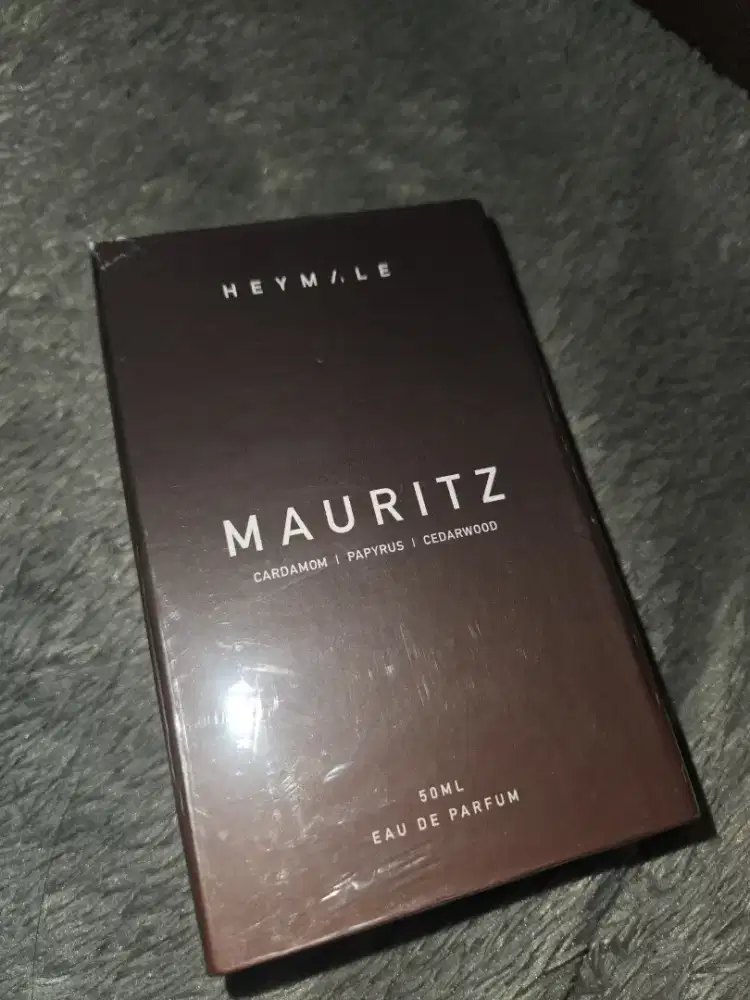 HEYMALE
MAURITZ
CARDAMOM | PAPYRUS | CEDARWOOD
50ML
EAU DE PARFUM